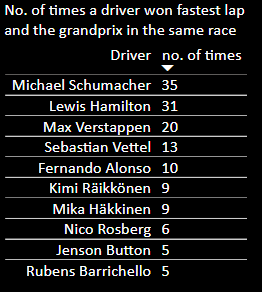 No. of times a driver won fastest lap
and the grandprix in the same race
Driver no. of times
Michael Schumacher 35
Lewis Hamilton 31
Max Verstappen 20
Sebastian Vettel 13
Fernando Alonso 10
Kimi Räikkönen 9
Mika Häkkinen 9
Nico Rosberg 6
Jenson Button 5
Rubens Barrichello 5